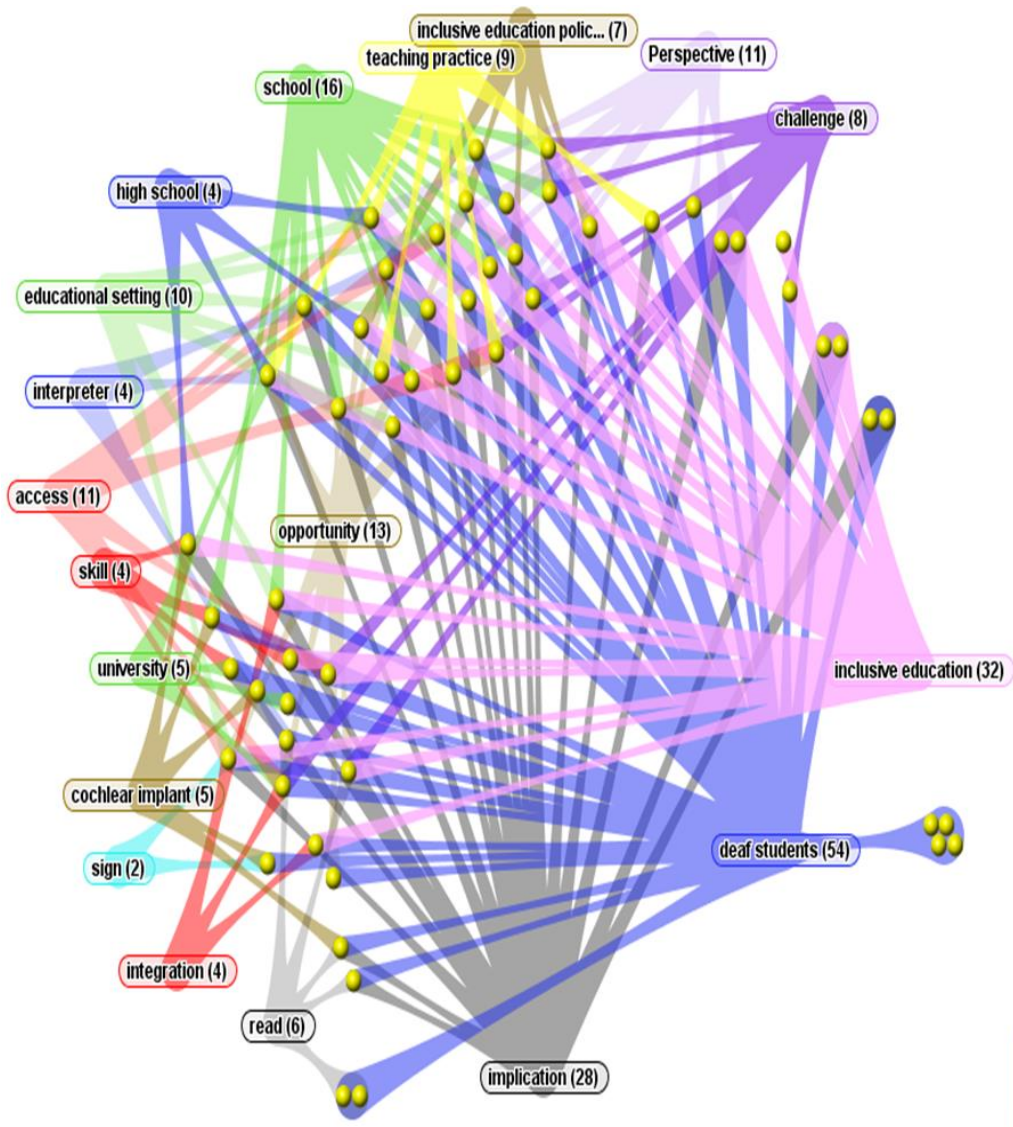 inclusive education polic... (7)
teaching practice (9)
Perspective (11)
school (16)
challenge (8)
high school (4)
educational setting (10)
interpreter (4)
access (11)
opportunity (13)
skill (4)
university (5)
inclusive education (32)
cochlear implant (5)
deaf students (54)
sign (2)
integration (4)
read (6)
implication (28)